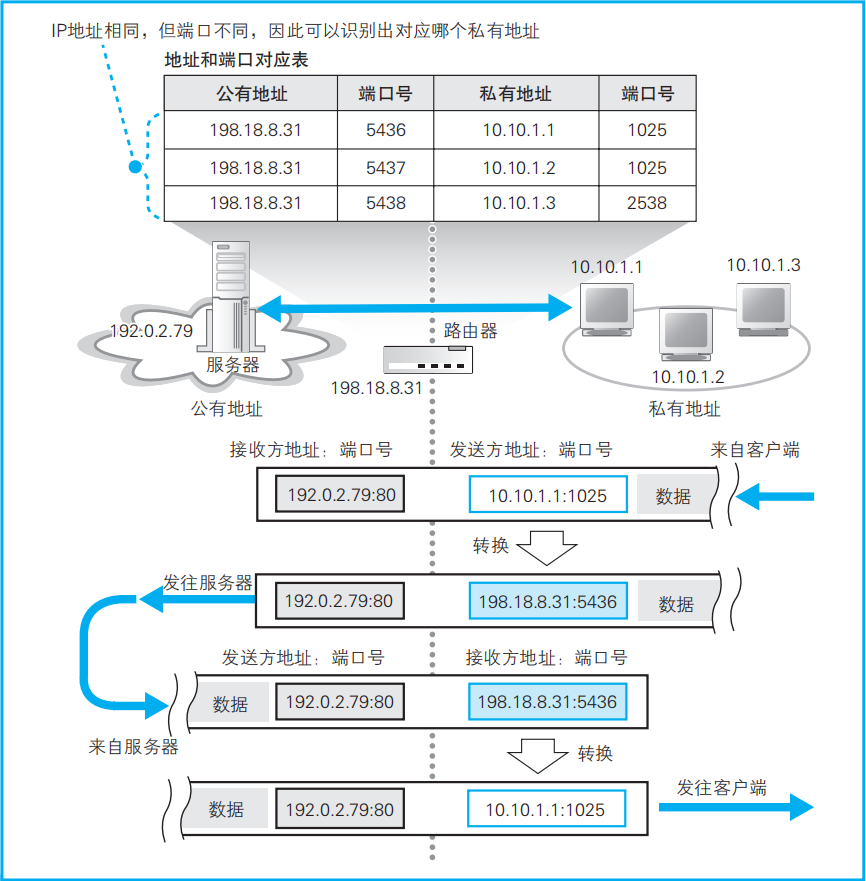 IP地址相同，但端口不同，因此可以识别出对应哪个私有地址
地址和端口对应表
公有地址 端口号 私有地址 端口号
198.18.8.31 5436 10.10.1.1 1025
198.18.8.31 5437 10.10.1.2 1025
198.18.8.31 5438 10.10.1.3 2538
10.10.1.1
10.10.1.3
192.0.2.79
路由器
服务器
10.10.1.2
198.18.8.31
公有地址
私有地址
接收方地址：端口号 发送方地址：端口号 来自客户端
192.0.2.79:80 10.10.1.1:1025 数据
转换
发往服务器
192.0.2.79:80 198.18.8.31:5436 数据
发送方地址：端口号 接收方地址：端口号
数据 192.0.2.79:80 198.18.8.31:5436
来自服务器
转换
发往客户端
数据 192.0.2.79:80 10.10.1.1:1025